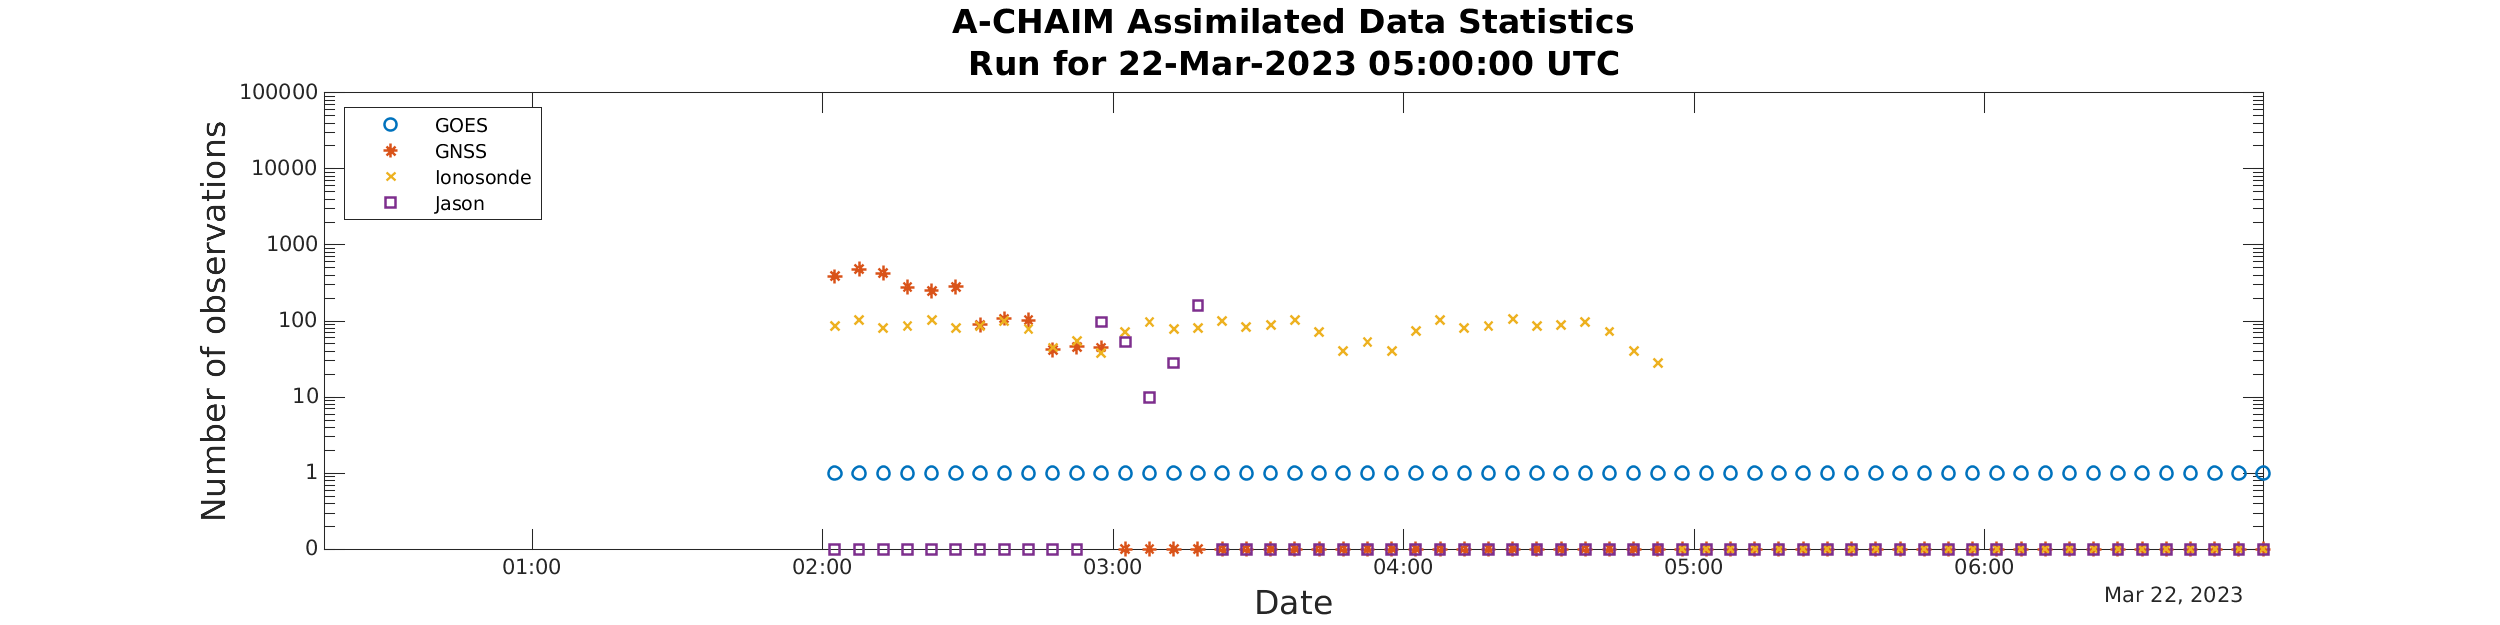 A-CHAIM Assimilated Data Statistics
Run for 22-Mar-2023 05:00:00 UTC
100000
10000
1000
100
10
1
0
Number of observations
GOES
GNSS
Ionosonde
Jason
01:00
02:00
03:00
04:00
05:00
06:00
Date
Mar 22, 2023